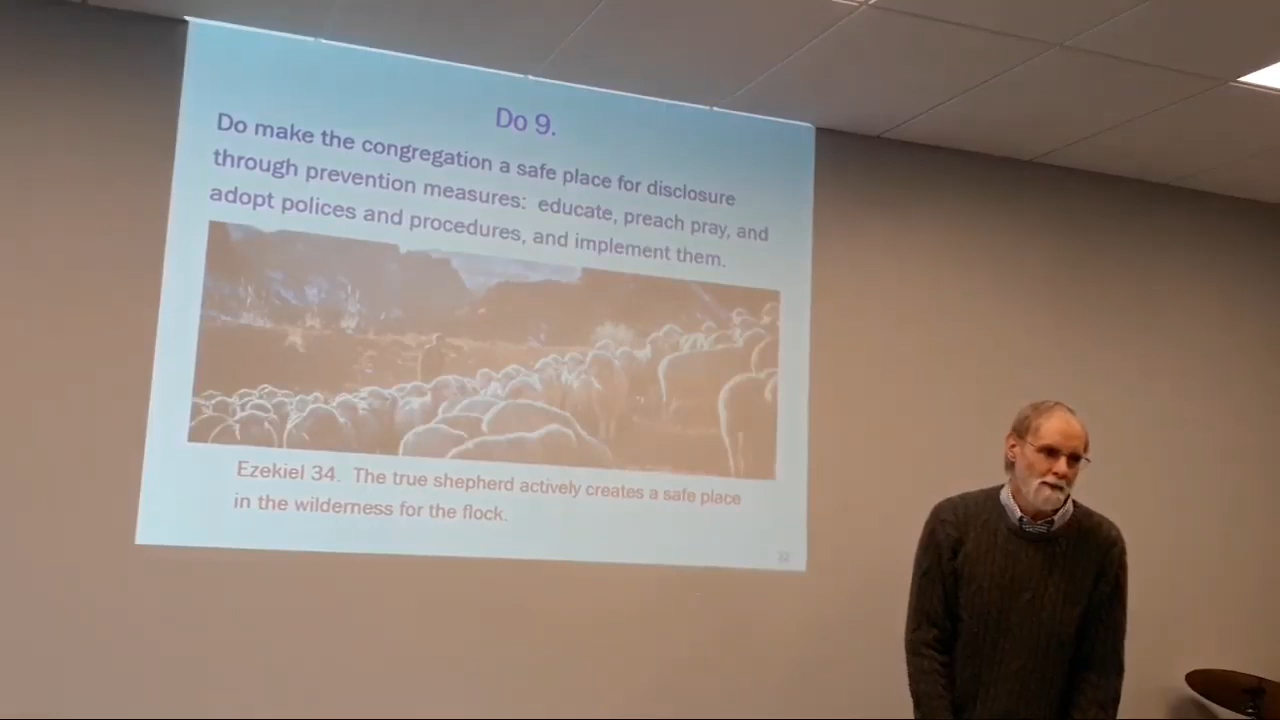 Do 9.
Do make the congregation a safe place for disclosure
through prevention measures: educate, preach pray, and
adopt polices and procedures, and implement them.
Ezekiel 34. The true shepherd actively creates a safe place
in the wilderness for the flock.